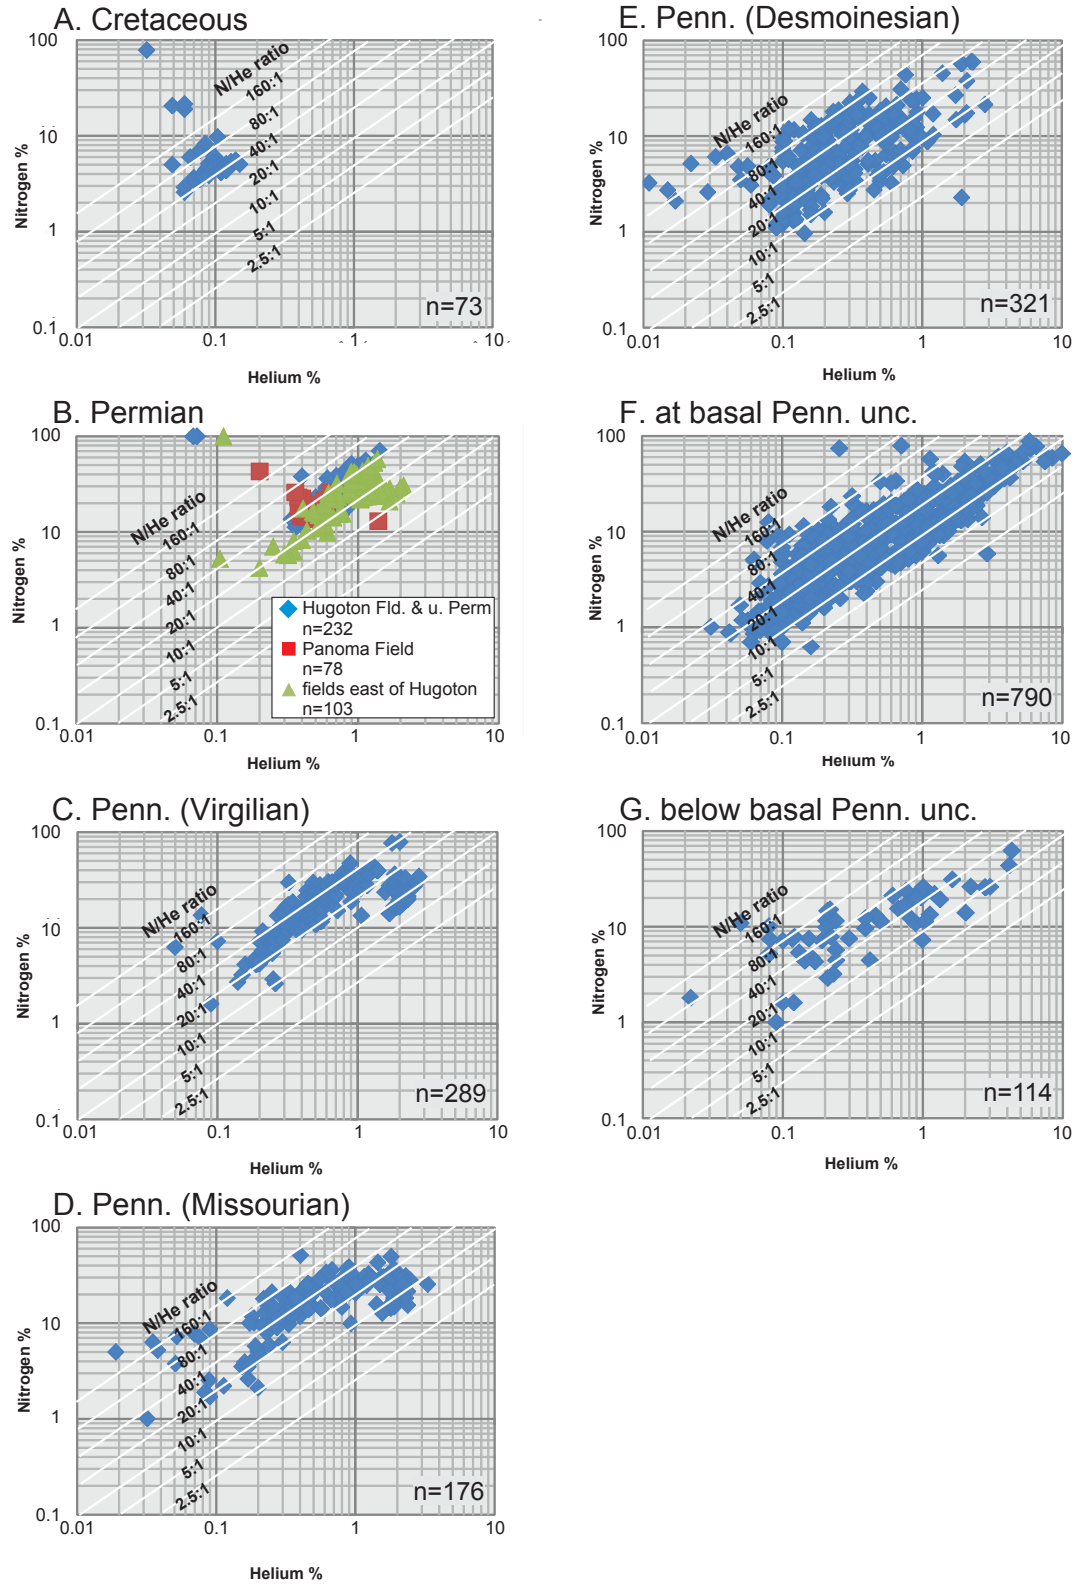 A. Cretaceous
100
10
1
0.1
Nitrogen %
N/He ratio
160:1
80:1
40:1
20:1
10:1
5:1
2.5:1
n=73
0.01
0.1
1
10
Helium %
B. Permian
100
10
1
0.1
Nitrogen %
N/He ratio
160:1
80:1
40:1
20:1
10:1
5:1
2.5:1
Hugoton Fld. & u. Perm
n=232
Panoma Field
n=78
fields east of Hugoton
n=103
0.01
0.1
1
10
Helium %
C. Penn. (Virgilian)
100
10
1
0.1
Nitrogen %
N/He ratio
160:1
80:1
40:1
20:1
10:1
5:1
2.5:1
n=289
0.01
0.1
1
10
Helium %
D. Penn. (Missourian)
100
10
1
0.1
Nitrogen %
N/He ratio
160:1
80:1
40:1
20:1
10:1
5:1
2.5:1
n=176
0.01
0.1
1
10
Helium %
E. Penn. (Desmoinesian)
100
10
1
0.1
Nitrogen %
N/He ratio
160:1
80:1
40:1
20:1
10:1
5:1
2.5:1
n=321
0.01
0.1
1
10
Helium %
F. at basal Penn. unc.
100
10
1
0.1
Nitrogen %
N/He ratio
160:1
80:1
40:1
20:1
10:1
5:1
2.5:1
n=790
0.01
0.1
1
10
Helium %
G. below basal Penn. unc.
100
10
1
0.1
Nitrogen %
N/He ratio
160:1
80:1
40:1
20:1
10:1
5:1
2.5:1
n=114
0.01
0.1
1
10
Helium %